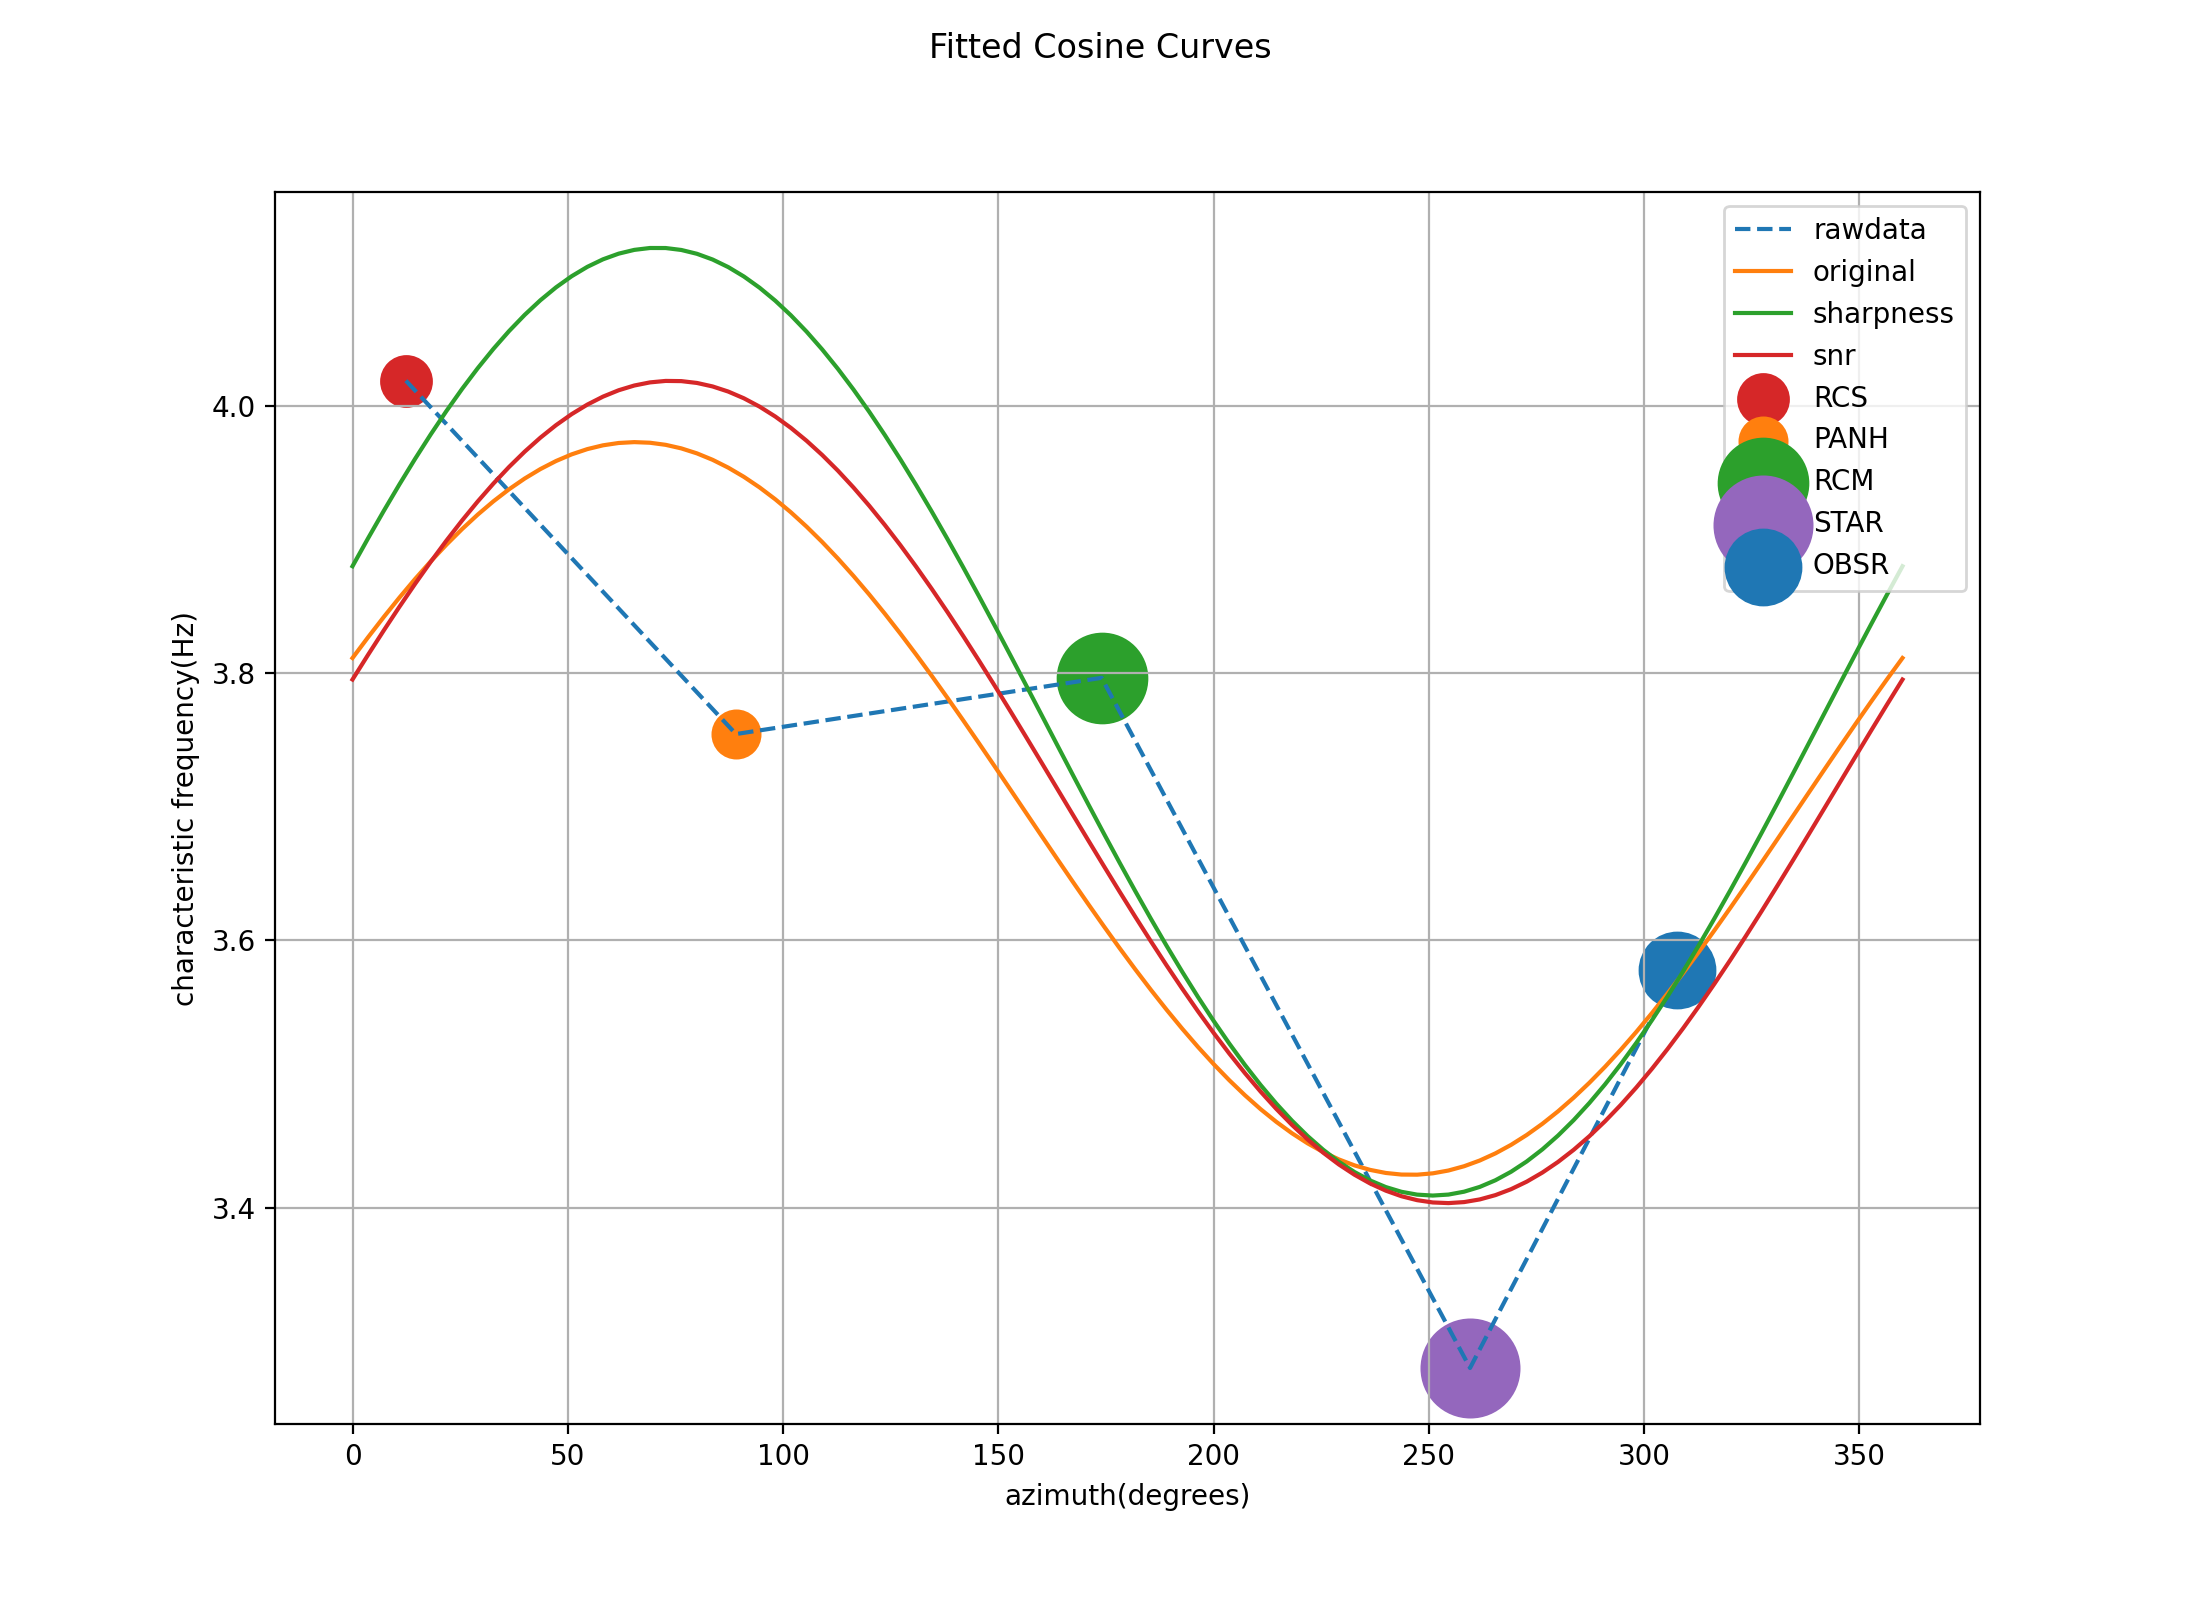 Fitted Cosine Curves
rawdata
original
sharpness
snr
RCS
PANH
RCM
STAR
OBSR
characteristic frequency(Hz)
4.0
3.8
3.6
3.4
0 50 100 150 200 250 300 350
azimuth(degrees)